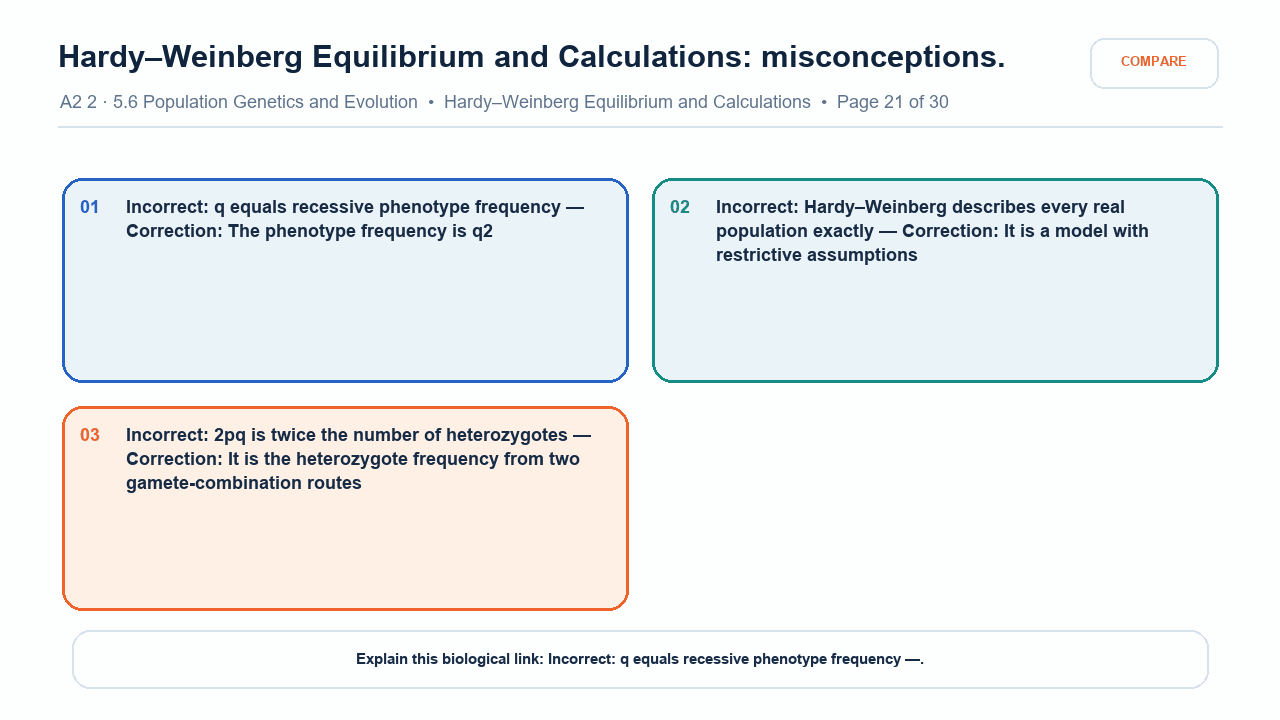 Hardy–Weinberg Equilibrium and Calculations: misconceptions.
COMPARE
A2 2 · 5.6 Population Genetics and Evolution • Hardy–Weinberg Equilibrium and Calculations • Page 21 of 30
01
Incorrect: q equals recessive phenotype frequency —
Correction: The phenotype frequency is q2
02
Incorrect: Hardy–Weinberg describes every real
population exactly — Correction: It is a model with
restrictive assumptions
03
Incorrect: 2pq is twice the number of heterozygotes —
Correction: It is the heterozygote frequency from two
gamete-combination routes
Explain this biological link: Incorrect: q equals recessive phenotype frequency —.